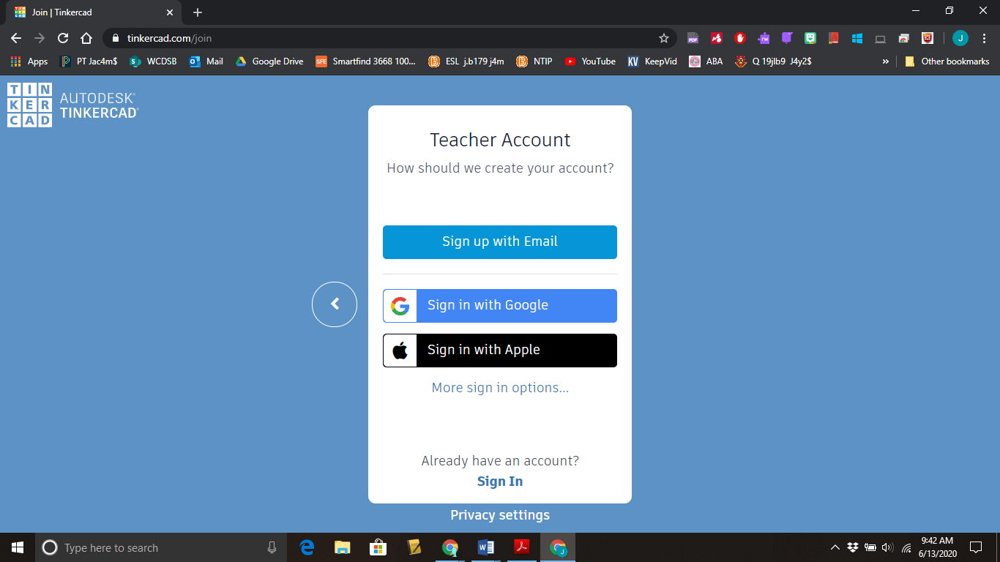 Join | Tinkercad
tinkercad.com/join
Apps PT Jac4m$ WCDSB Mail Google Drive SFE Smartfind 3668 100... ESL j.b179 j4m NTIP YouTube KV KeepVid ABA Q 19jlb9 J4y2$ » Other bookmarks
TIN
KER
CAD
AUTODESK®
TINKERCAD®
Teacher Account
How should we create your account?
Sign up with Email
Sign in with Google
Sign in with Apple
More sign in options...
Already have an account?
Sign In
Privacy settings
Type here to search
9:42 AM
6/13/2020